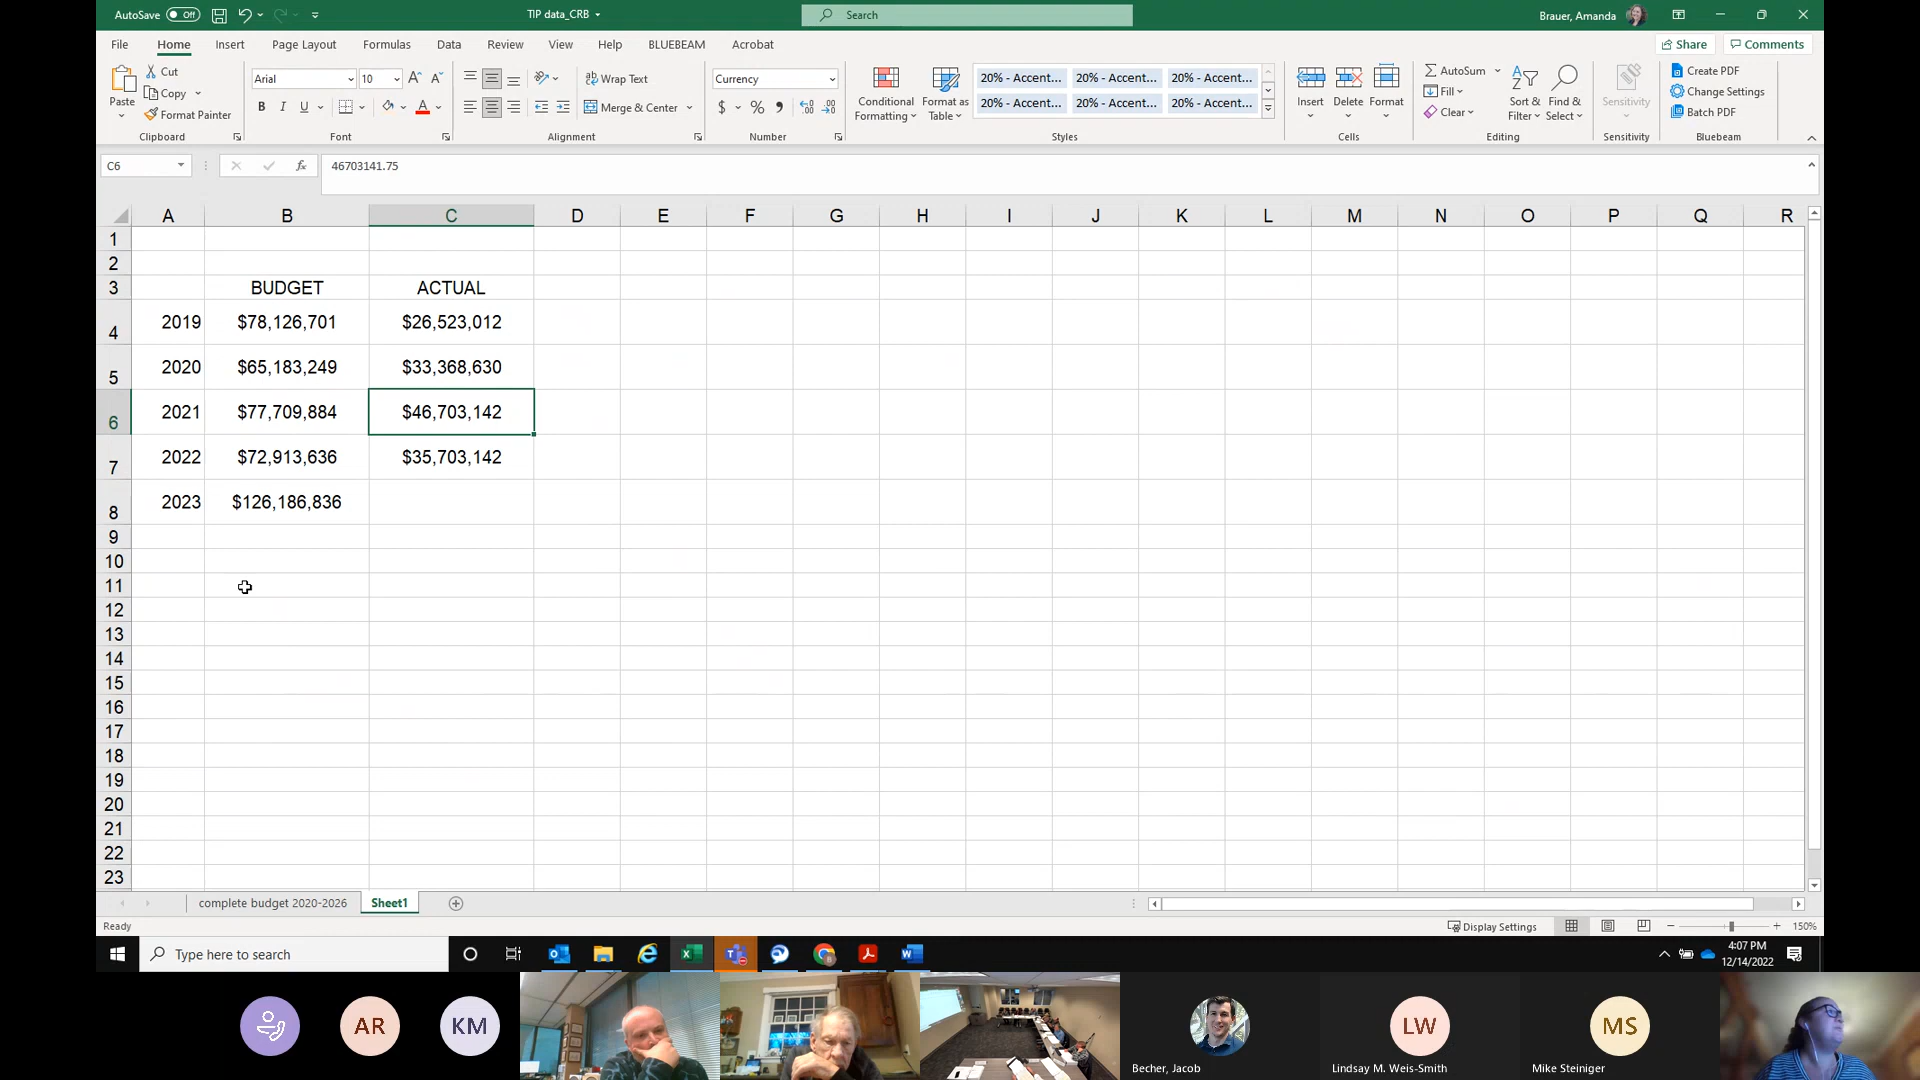 AutoSave Off TIP data_CRB Search Brauer, Amanda
File Home Insert Page Layout Formulas Data Review View Help BLUEBEAM Acrobat Share Comments
Paste Cut Copy Format Painter
Clipboard
Arial 10
B I U A
Font
Wrap Text
Merge & Center
Alignment
Currency
$ %
Number
Conditional Formatting Format as Table
20% - Accent... 20% - Accent... 20% - Accent...
20% - Accent... 20% - Accent... 20% - Accent...
Styles
Insert Delete Format
Cells
AutoSum Fill Clear
Sort & Filter Find & Select
Editing
Sensitivity
Sensitivity
Create PDF
Change Settings
Batch PDF
Bluebeam
C6 fx 46703141.75
A B C D E F G H I J K L M N O P Q R
1
2
3 BUDGET ACTUAL
4 2019 $78,126,701 $26,523,012
5 2020 $65,183,249 $33,368,630
6 2021 $77,709,884 $46,703,142
7 2022 $72,913,636 $35,703,142
8 2023 $126,186,836
9
10
11
12
13
14
15
16
17
18
19
20
21
22
23
complete budget 2020-2026 Sheet1
Ready Display Settings 150%
Type here to search 4:07 PM
12/14/2022
AR KM LW MS
Becher, Jacob Lindsay M. Weis-Smith Mike Steiniger